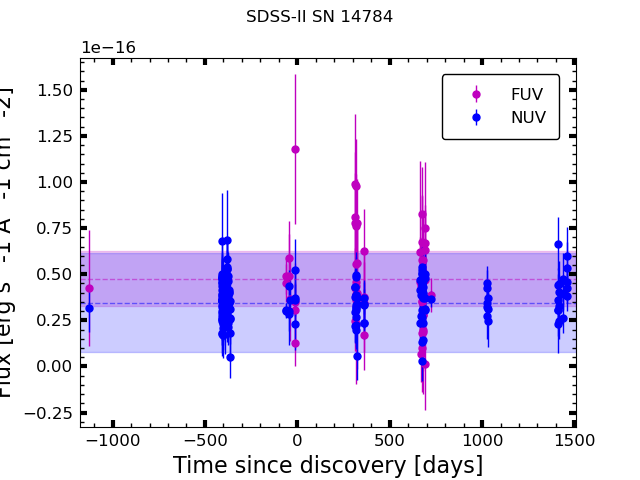 SDSS-II SN 14784
1e−16
FUV
NUV
1.50
1.25
1.00
0.75
0.50
0.25
0.00
−0.25
Flux [erg s -1 A -1 cm -2]
−1000 −500 0 500 1000 1500
Time since discovery [days]